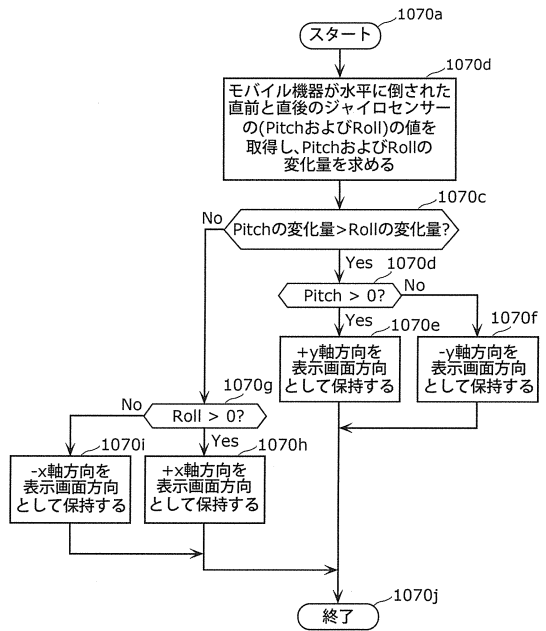 1070a
スタート
1070d
モバイル機器が水平に倒された
直前と直後のジャイロセンサー
の(PitchおよびRoll)の値を
取得し、PitchおよびRollの
変化量を求める
1070c
Pitchの変化量>Rollの変化量?
No
Yes
1070d
Pitch > 0?
No
Yes
1070e
+y軸方向を
表示画面方向
として保持する
1070f
-y軸方向を
表示画面方向
として保持する
1070g
Roll > 0?
No
Yes
1070i
-x軸方向を
表示画面方向
として保持する
1070h
+x軸方向を
表示画面方向
として保持する
1070j
終了